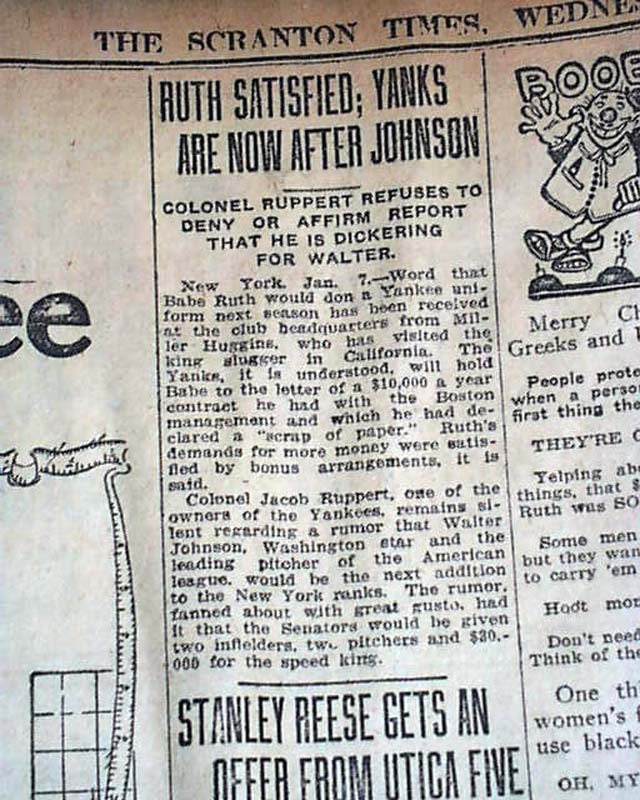 THE SCRANTON TIMES, WEDNES
RUTH SATISFIED; YANKS
ARE NOW AFTER JOHNSON
COLONEL RUPPERT REFUSES TO
DENY OR AFFIRM REPORT
THAT HE IS DICKERING
FOR WALTER.
New York, Jan. 7.—Word that
Babe Ruth would don a Yankee uni-
form next season has been received
at the club headquarters from Mil-
ler Huggins, who has visited the
king slugger in California. The
Yanks, it is understood, will hold
Babe to the letter of a $10,000 a year
contract he had with the Boston
management and which he had de-
clared a "scrap of paper." Ruth's
demands for more money were satis-
fied by bonus arrangements, it is
said.
Colonel Jacob Ruppert, one of the
owners of the Yankees, remains si-
lent regarding a rumor that Walter
Johnson, Washington star and the
leading pitcher of the American
league, would be the next addition
to the New York ranks. The rumor,
fanned about with great gusto, had
it that the Senators would be given
two infielders, two pitchers and $30,-
000 for the speed king.
STANLEY REESE GETS AN
OFFER FROM UTICA FIVE
ee
BOOB
Merry Ch
Greeks and
People prote
when a perso
first thing the
THEY'RE
Yelping abo
things, that $
Ruth was SO
Some men
but they wan
to carry 'em
Hoot mon
Don't need
Think of the
One th
women's
use black
OH, MY